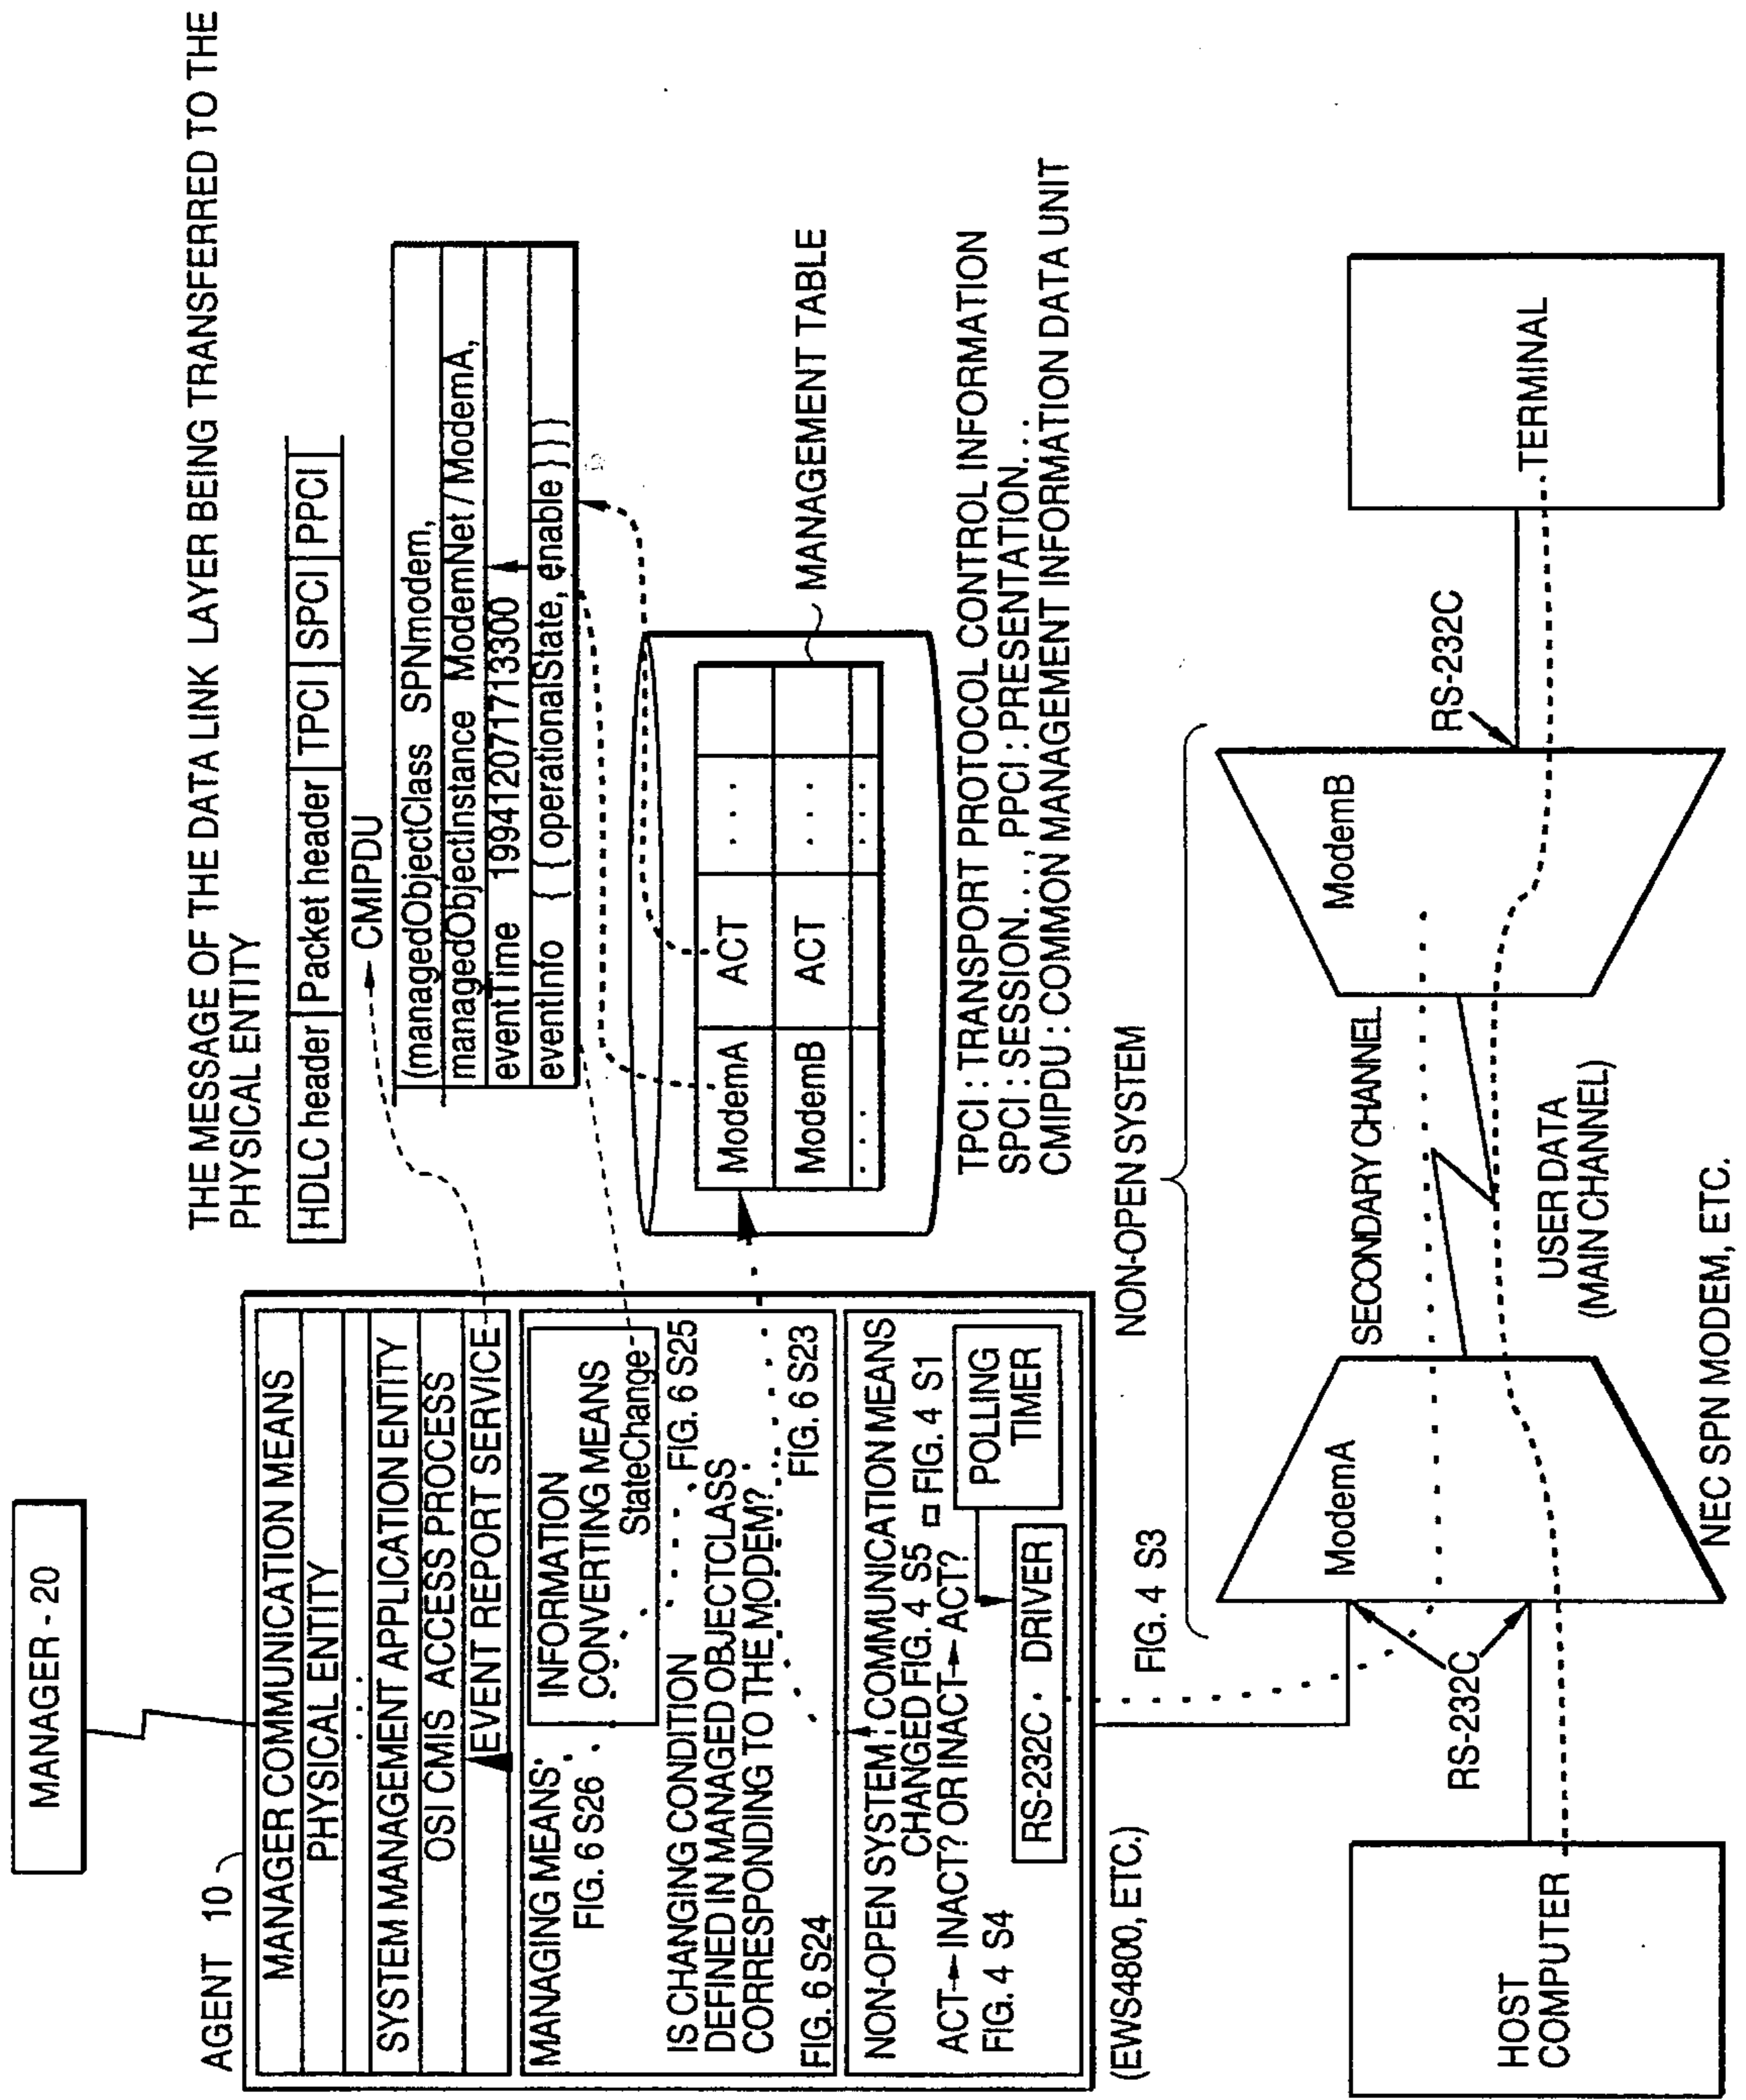 MANAGER - 20
AGENT 10
MANAGER COMMUNICATION MEANS
PHYSICAL ENTITY
. . .
SYSTEM MANAGEMENT APPLICATION ENTITY
OSI CMIS ACCESS PROCESS
EVENT REPORT SERVICE
MANAGING MEANS
FIG. 6 S26
INFORMATION
CONVERTING MEANS
StateChange
FIG. 6 S25
IS CHANGING CONDITION
DEFINED IN MANAGED OBJECTCLASS
CORRESPONDING TO THE MODEM?
FIG. 6 S24
FIG. 6 S23
NON-OPEN SYSTEM COMMUNICATION MEANS
CHANGED FIG. 4 S5
FIG. 4 S1
ACT→INACT? OR INACT→ACT?
FIG. 4 S4
POLLING
TIMER
RS-232C · DRIVER
(EWS4800, ETC.)
FIG. 4 S3
THE MESSAGE OF THE DATA LINK LAYER BEING TRANSFERRED TO THE
PHYSICAL ENTITY
HDLC header Packet header TPCI SPCI PPCI
CMIPDU
(managedObjectClass SPNmodem,
managedObjectInstance ModemNet / ModemA,
eventTime 19941207171 3300
eventInfo { { operationalState, enable } } )
MANAGEMENT TABLE
ModemA ACT . . .
ModemB ACT . . .
. . . . . .
TPCI : TRANSPORT PROTOCOL CONTROL INFORMATION
SPCI : SESSION. . . , PPCI : PRESENTATION. . .
CMIPDU : COMMON MANAGEMENT INFORMATION DATA UNIT
NON-OPEN SYSTEM
HOST
COMPUTER
RS-232C
ModemA
SECONDARY CHANNEL
USER DATA
(MAIN CHANNEL)
ModemB
RS-232C
TERMINAL
NEC SPN MODEM, ETC.